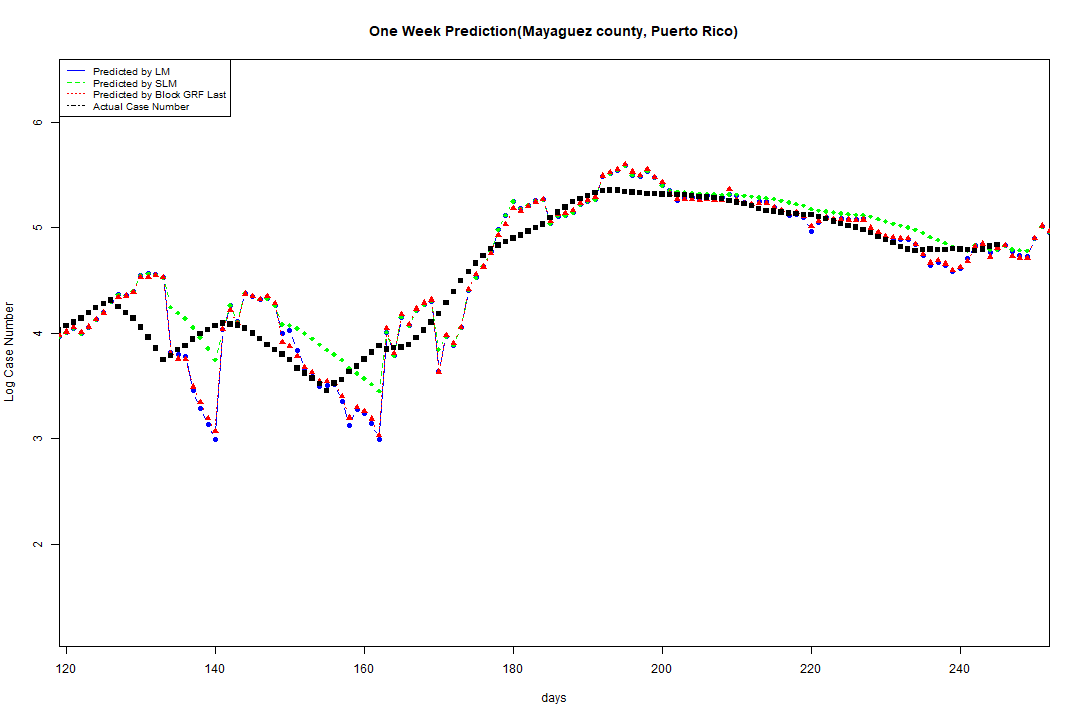 One Week Prediction(Mayaguez county, Puerto Rico)
Predicted by LM
Predicted by SLM
Predicted by Block GRF Last
Actual Case Number
6
5
4
3
2
Log Case Number
120 140 160 180 200 220 240
days